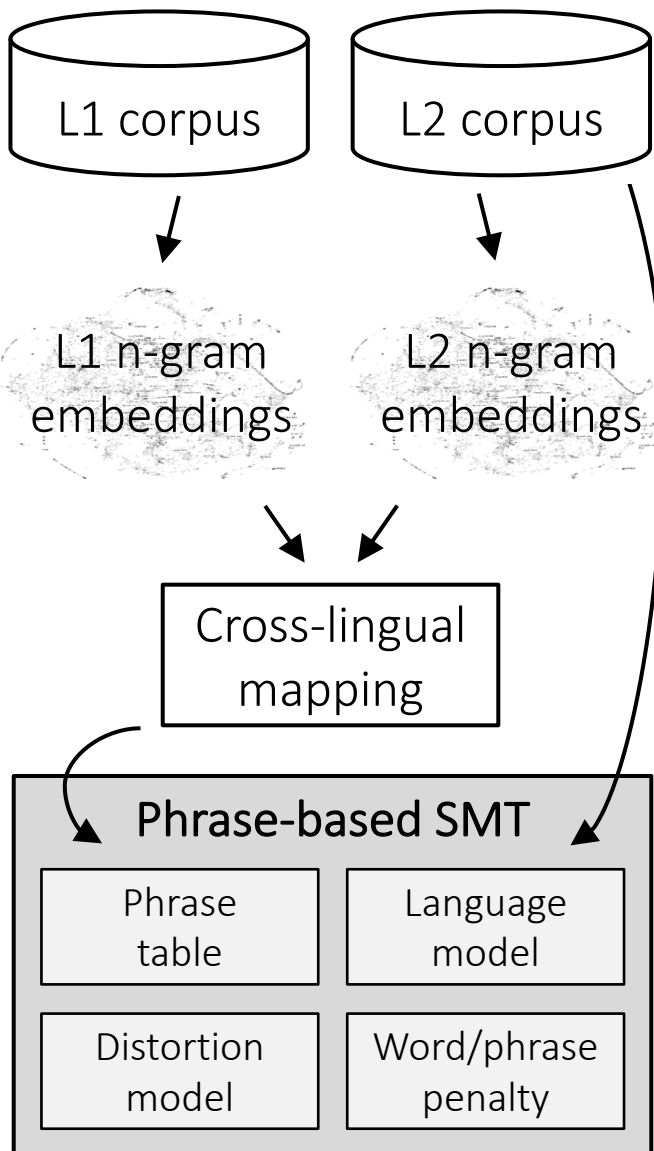 L1 corpus
L2 corpus
L1 n-gram
embeddings
L2 n-gram
embeddings
Cross-lingual
mapping
Phrase-based SMT
Phrase
table
Language
model
Distortion
model
Word/phrase
penalty